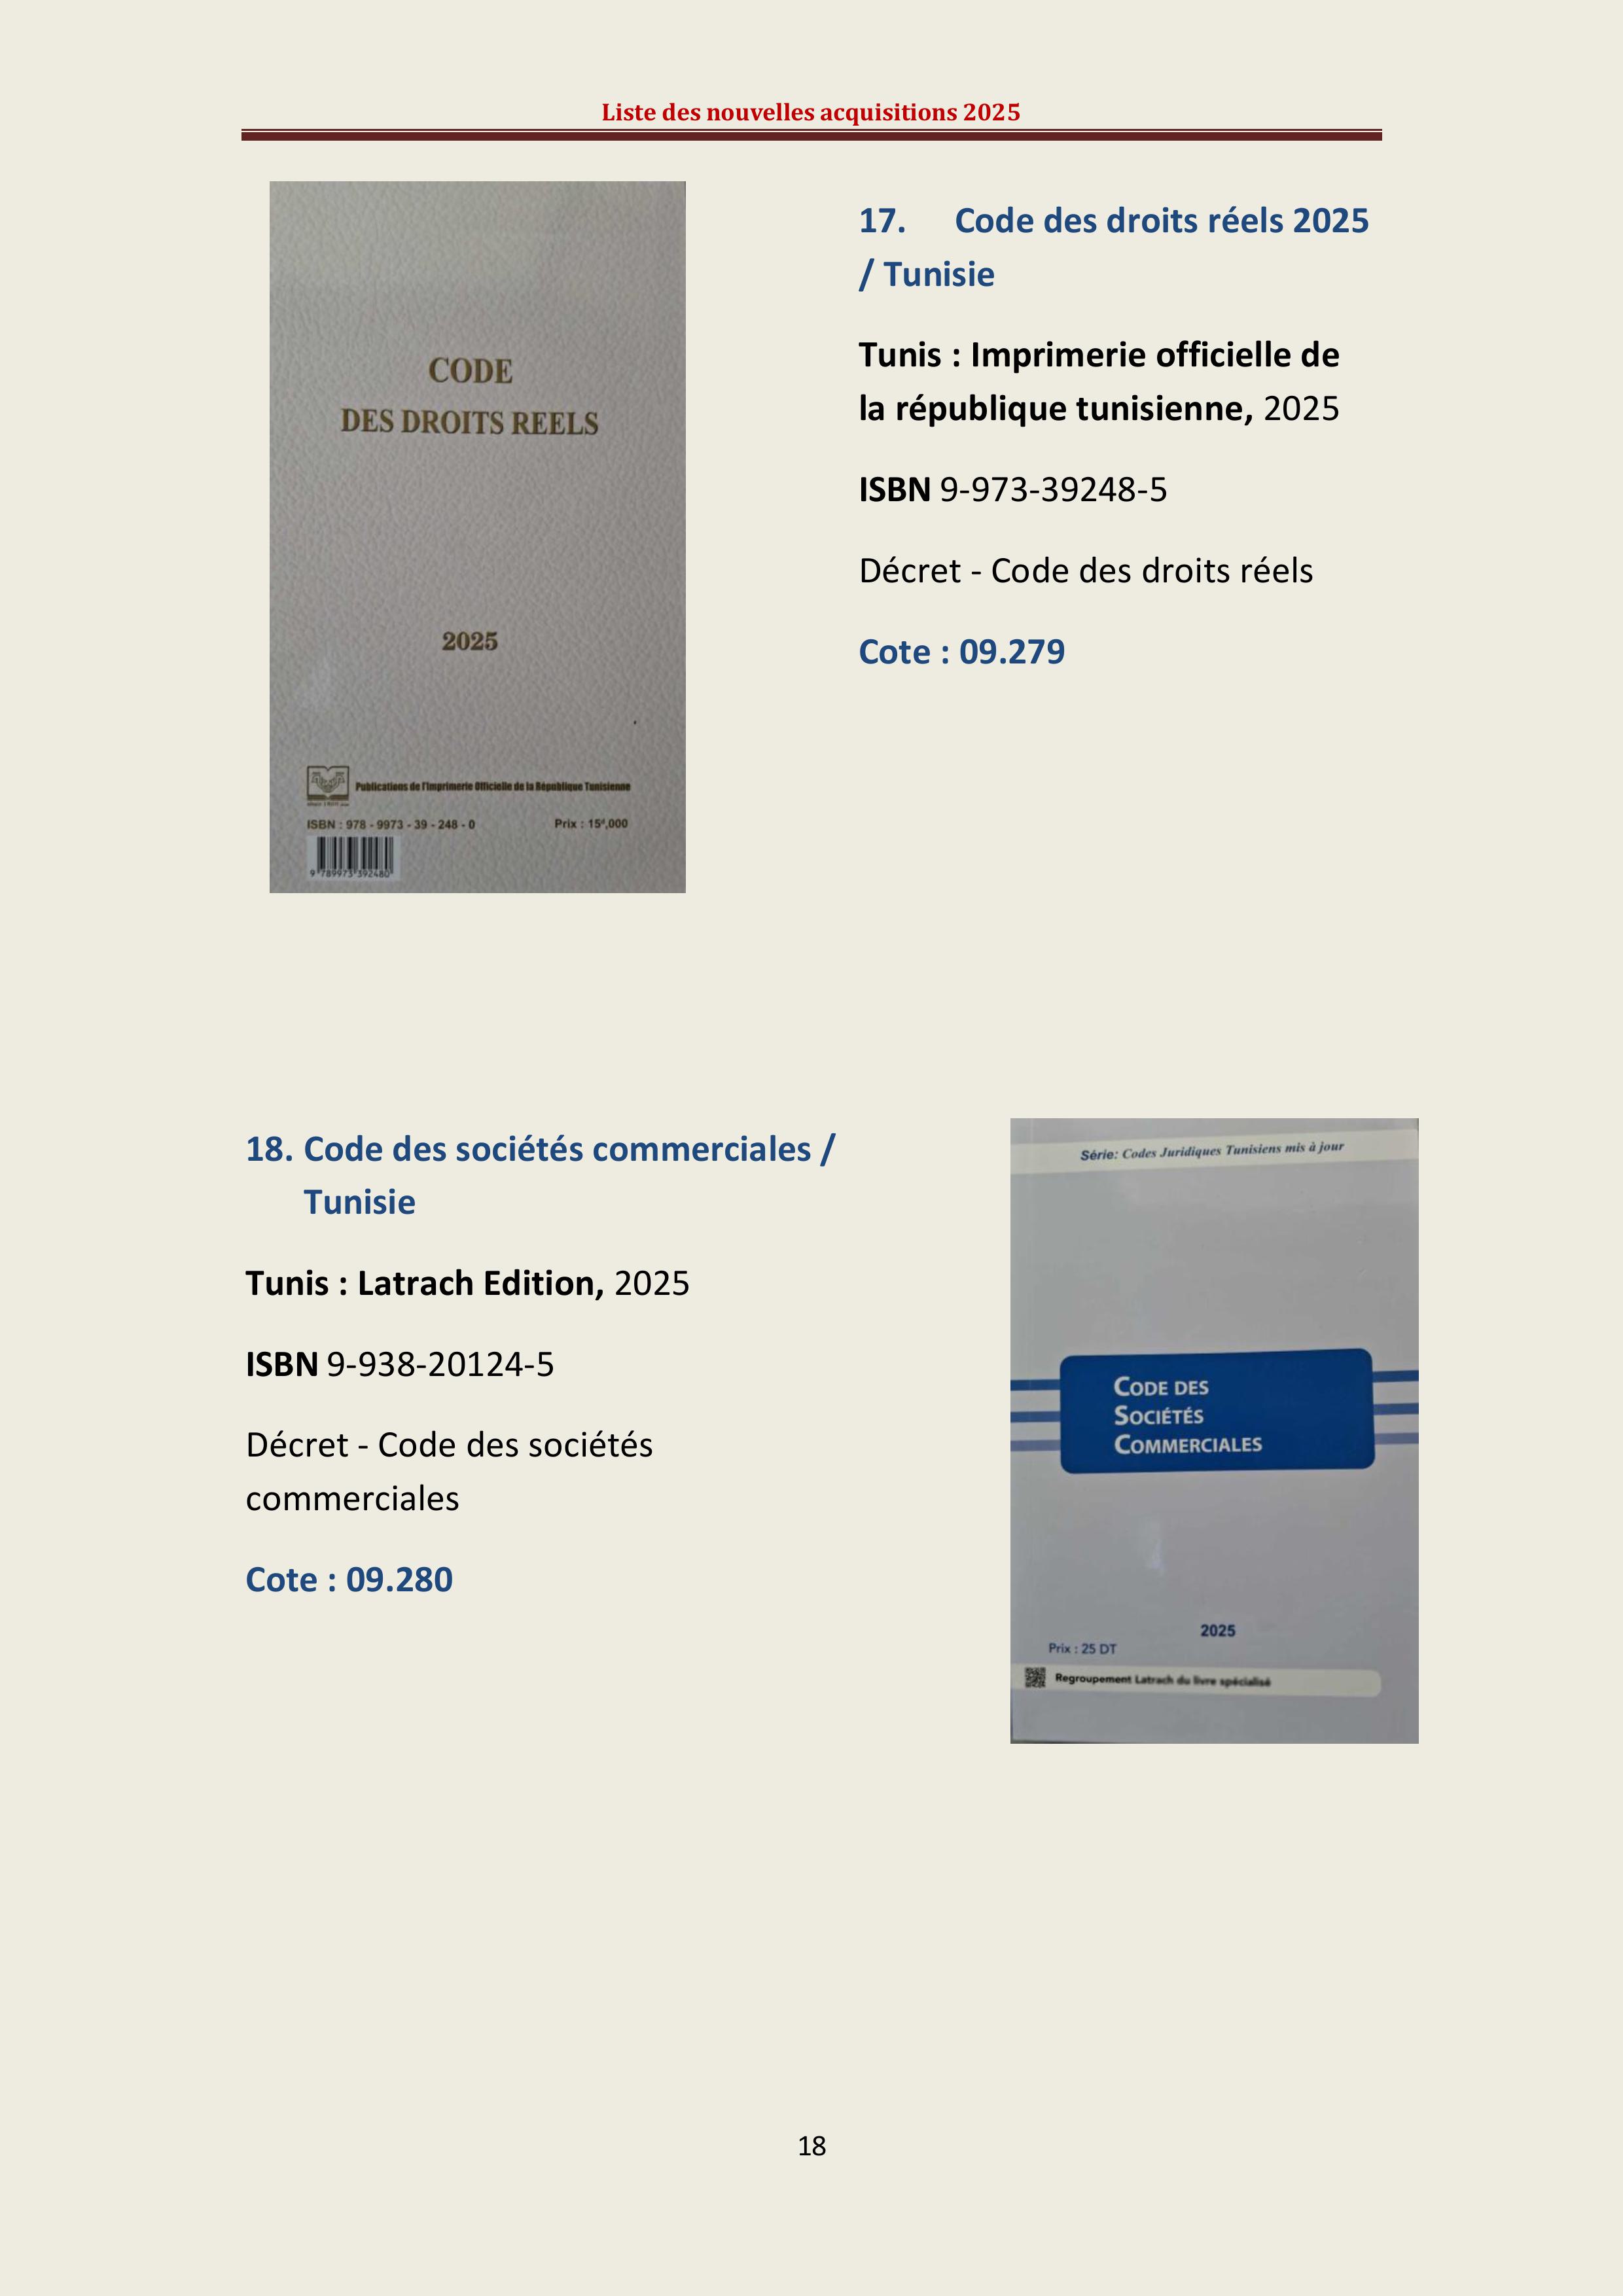 Liste des nouvelles acquisitions 2025
CODE
DES DROITS REELS
2025
Publications de l'Imprimerie Officielle de la République Tunisienne
ISBN : 978 - 9973 - 39 - 248 - 0 Prix : 15ᵈ,000
9 789973 392480
17. Code des droits réels 2025
/ Tunisie
Tunis : Imprimerie officielle de
la république tunisienne, 2025
ISBN 9-973-39248-5
Décret - Code des droits réels
Cote : 09.279
18. Code des sociétés commerciales /
Tunisie
Tunis : Latrach Edition, 2025
ISBN 9-938-20124-5
Décret - Code des sociétés
commerciales
Cote : 09.280
Série: Codes Juridiques Tunisiens mis à jour
CODE DES
SOCIÉTÉS
COMMERCIALES
2025
Prix : 25 DT
Regroupement Latrach du livre spécialisé
18